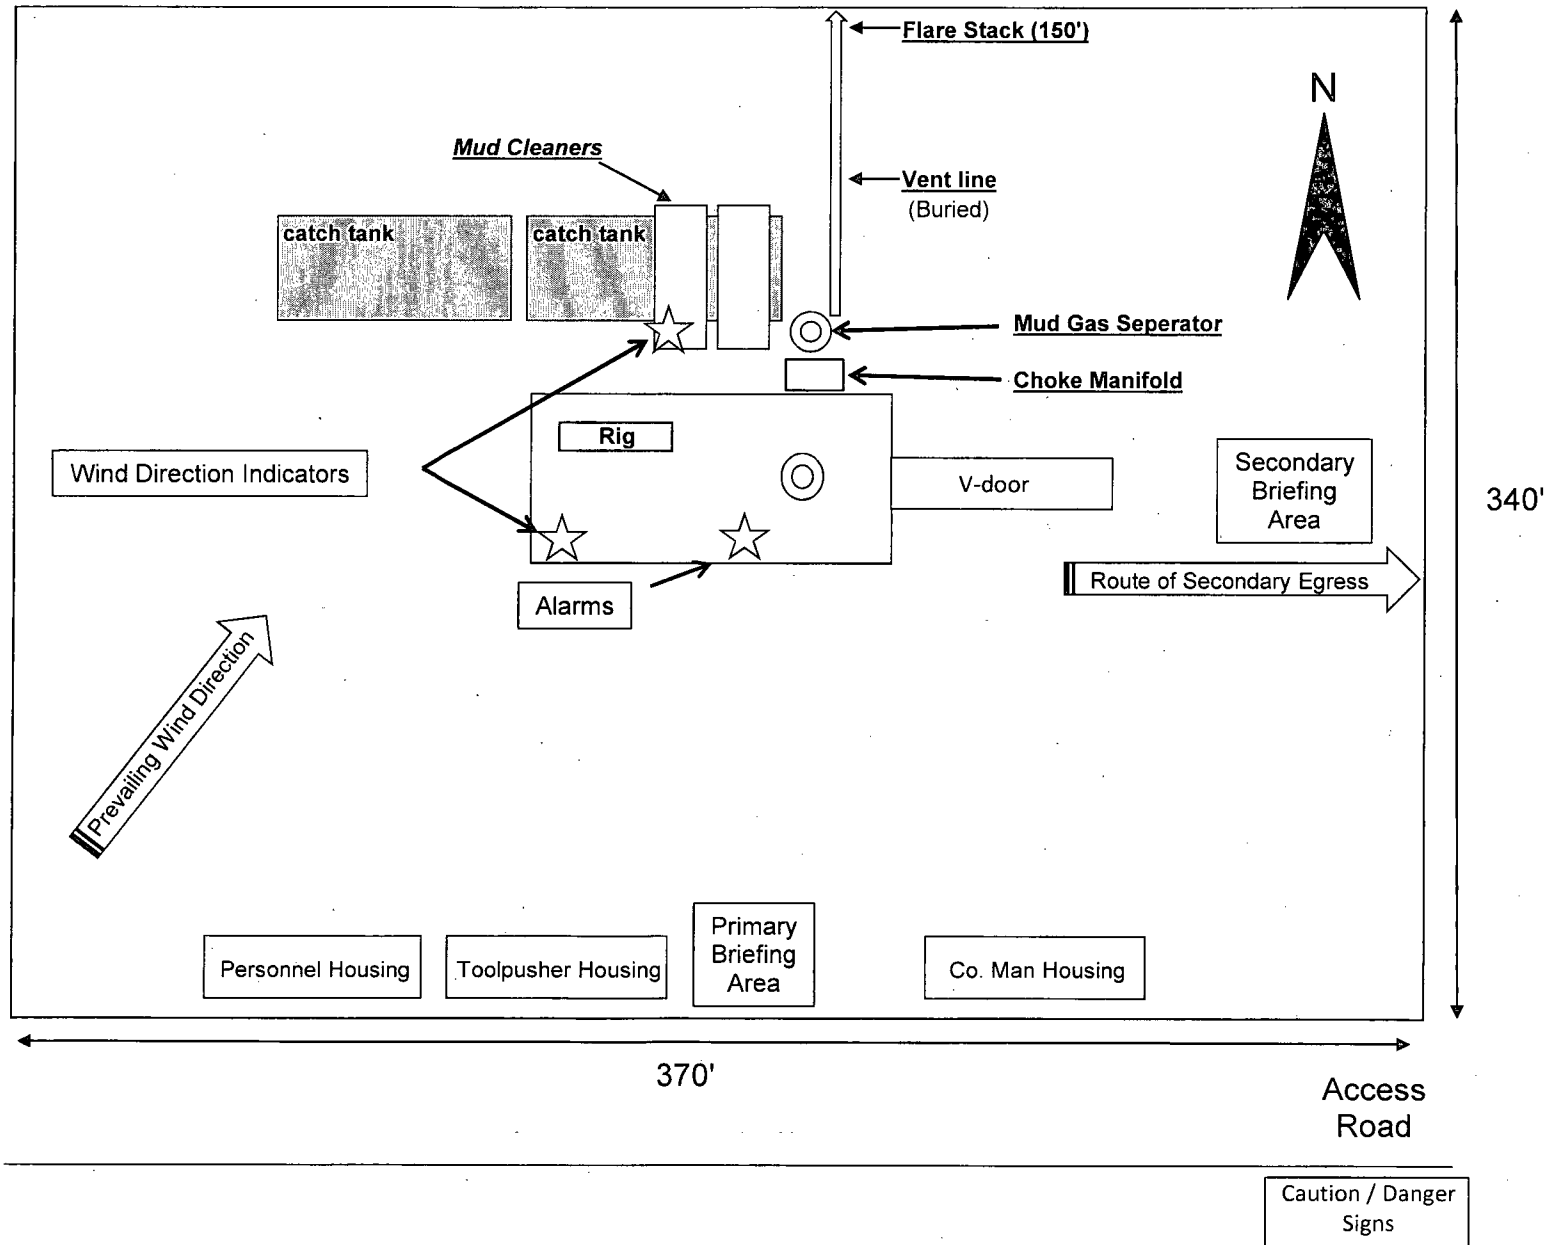 Flare Stack (150')
N
Mud Cleaners
Vent line
(Buried)
catch tank
catch tank
Mud Gas Seperator
Choke Manifold
Rig
Wind Direction Indicators
V-door
Secondary
Briefing
Area
340'
Route of Secondary Egress
Alarms
Prevailing Wind Direction
Primary
Briefing
Area
Personnel Housing
Toolpusher Housing
Co. Man Housing
370'
Access
Road
Caution / Danger
Signs